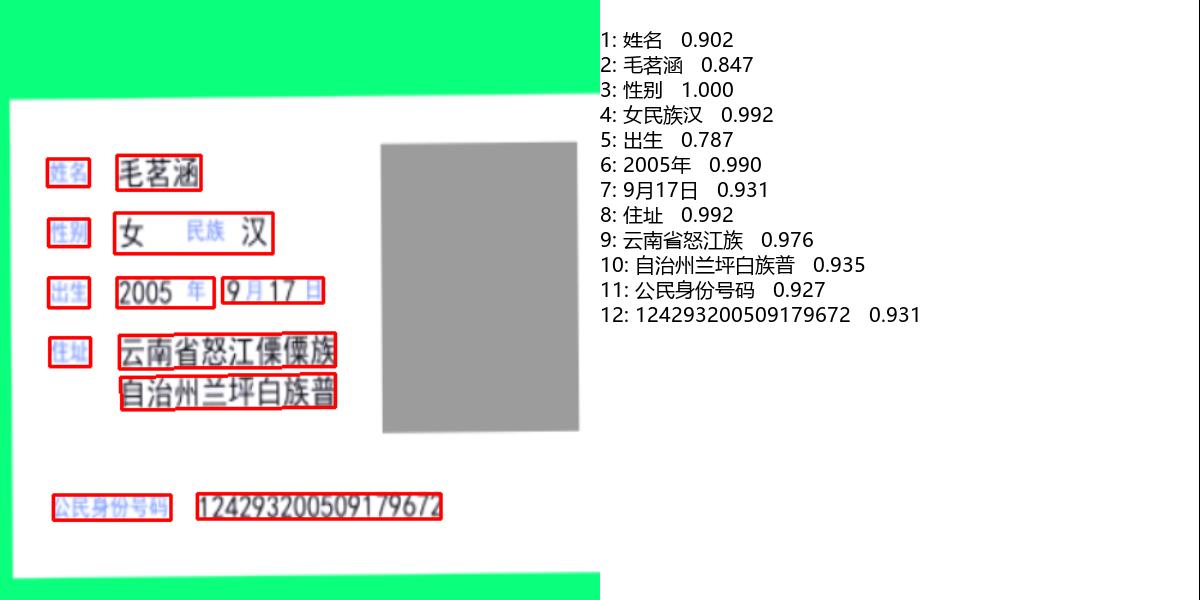 姓名 毛茗涵
性别 女 民族 汉
出生 2005 年 9 月 17 日
住址 云南省怒江傈僳族
自治州兰坪白族普
公民身份号码 124293200509179672
1: 姓名 0.902
2: 毛茗涵 0.847
3: 性别 1.000
4: 女民族汉 0.992
5: 出生 0.787
6: 2005年 0.990
7: 9月17日 0.931
8: 住址 0.992
9: 云南省怒江族 0.976
10: 自治州兰坪白族普 0.935
11: 公民身份号码 0.927
12: 124293200509179672 0.931